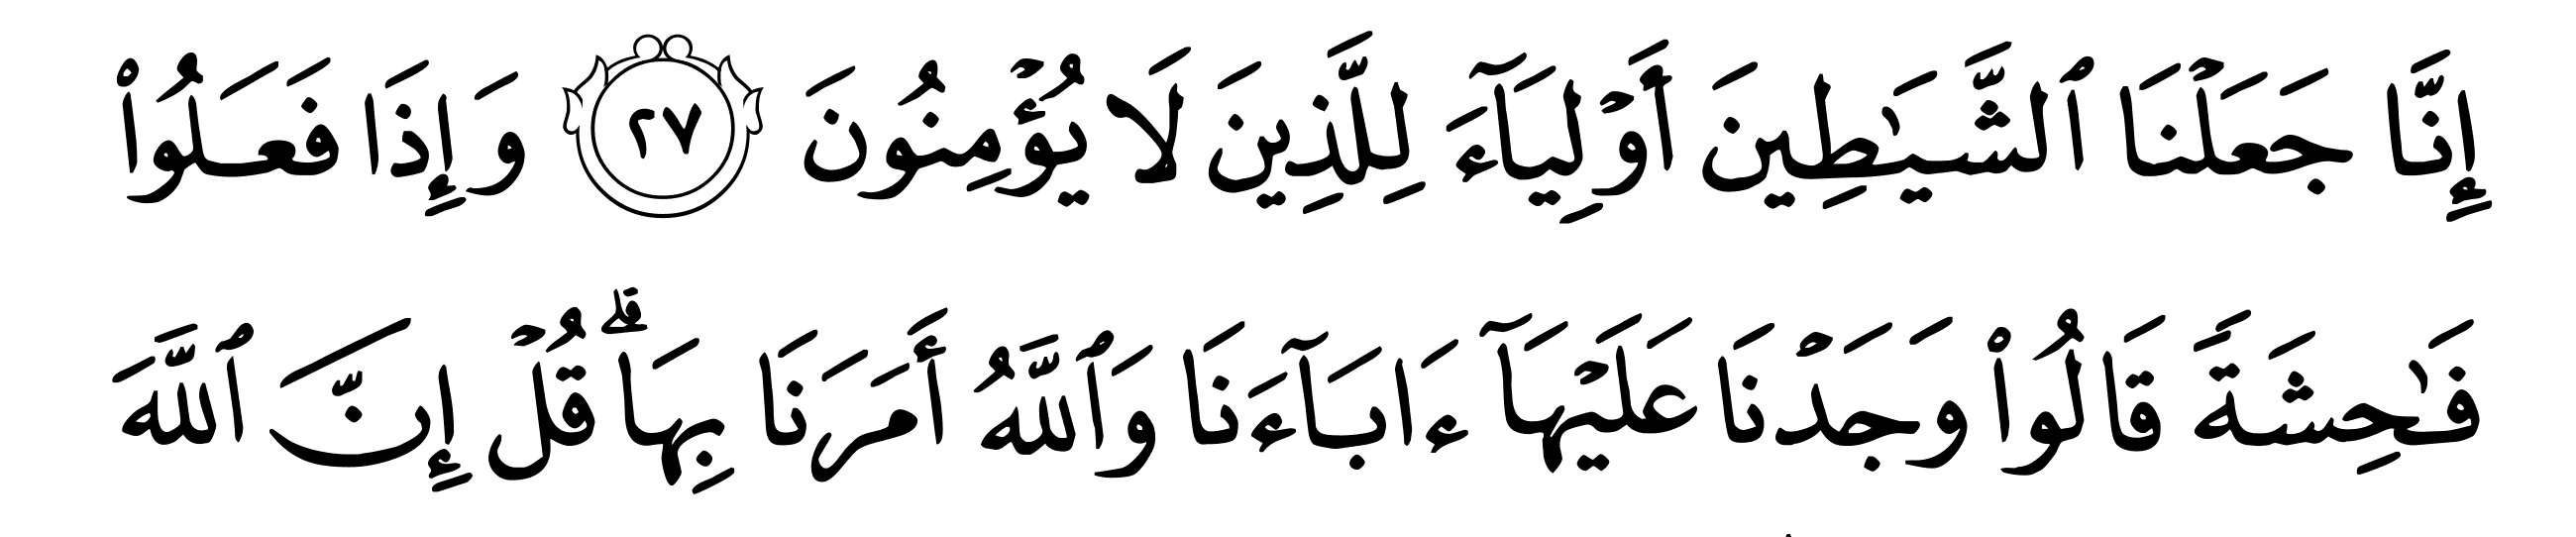 إِنَّا جَعَلْنَا ٱلشَّيَـٰطِينَ أَوْلِيَآءَ لِلَّذِينَ لَا يُؤْمِنُونَ ٢٧ وَإِذَا فَعَلُوا۟
فَـٰحِشَةً قَالُوا۟ وَجَدْنَا عَلَيْهَآ ءَابَآءَنَا وَٱللَّهُ أَمَرَنَا بِهَا ۗ قُلْ إِنَّ ٱللَّهَ